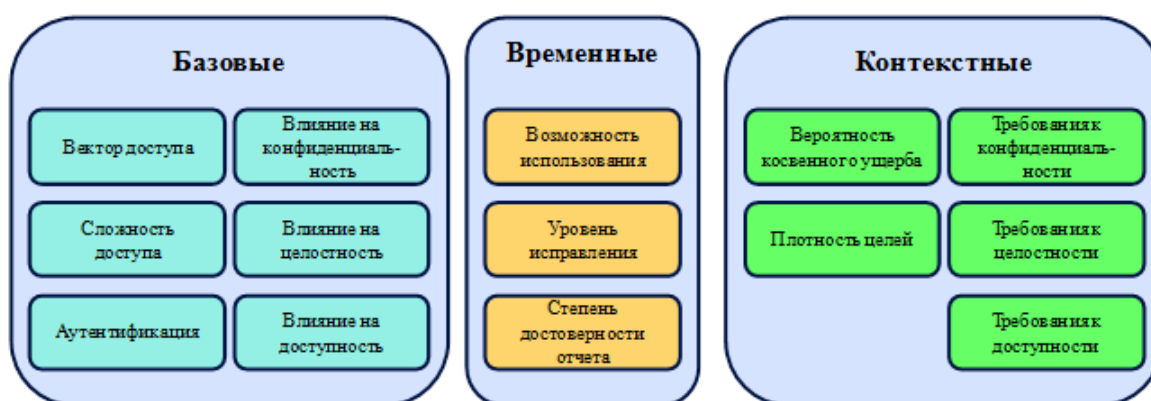 Базовые
Вектор доступа
Влияние на
конфиденциаль-
ность
Сложность
доступа
Влияние на
целостность
Аутентификация
Влияние на
доступность
Временные
Возможность
использования
Уровень
исправления
Степень
достоверности
отчета
Контекстные
Вероятность
косвенного ущерба
Требования к
конфиденциаль-
ности
Плотность целей
Требования к
целостности
Требования к
доступности